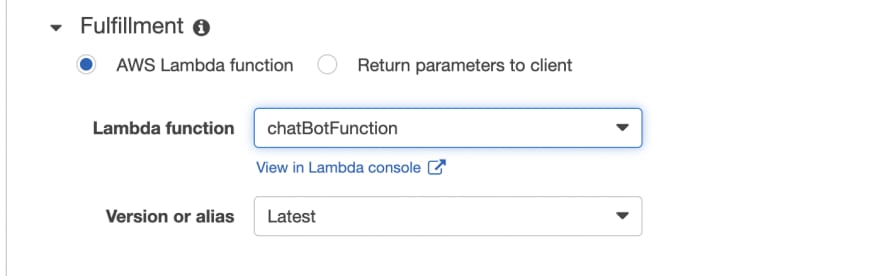 Fulfillment
AWS Lambda function Return parameters to client
Lambda function chatBotFunction
View in Lambda console
Version or alias Latest